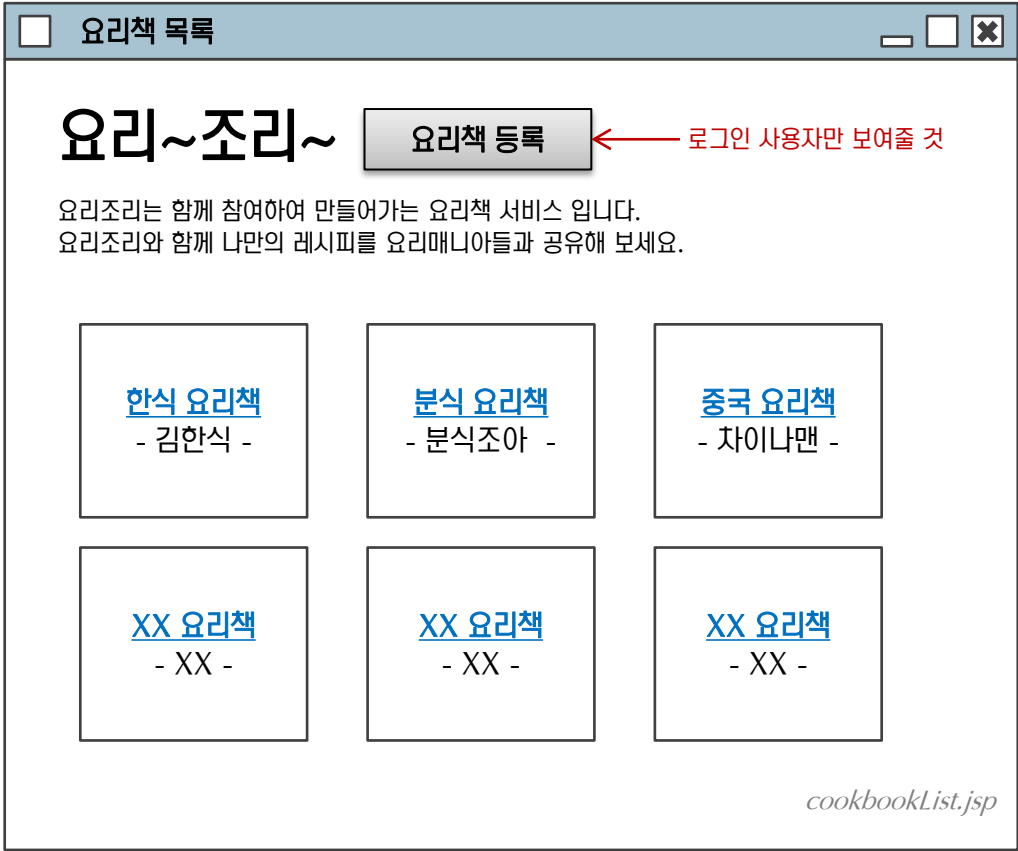 요리책 목록
요리~조리~
요리책 등록
로그인 사용자만 보여줄 것
요리조리는 함께 참여하여 만들어가는 요리책 서비스 입니다.
요리조리와 함께 나만의 레시피를 요리매니아들과 공유해 보세요.
한식 요리책
- 김한식 -
분식 요리책
- 분식조아 -
중국 요리책
- 차이나맨 -
XX 요리책
- XX -
XX 요리책
- XX -
XX 요리책
- XX -
cookbookList.jsp